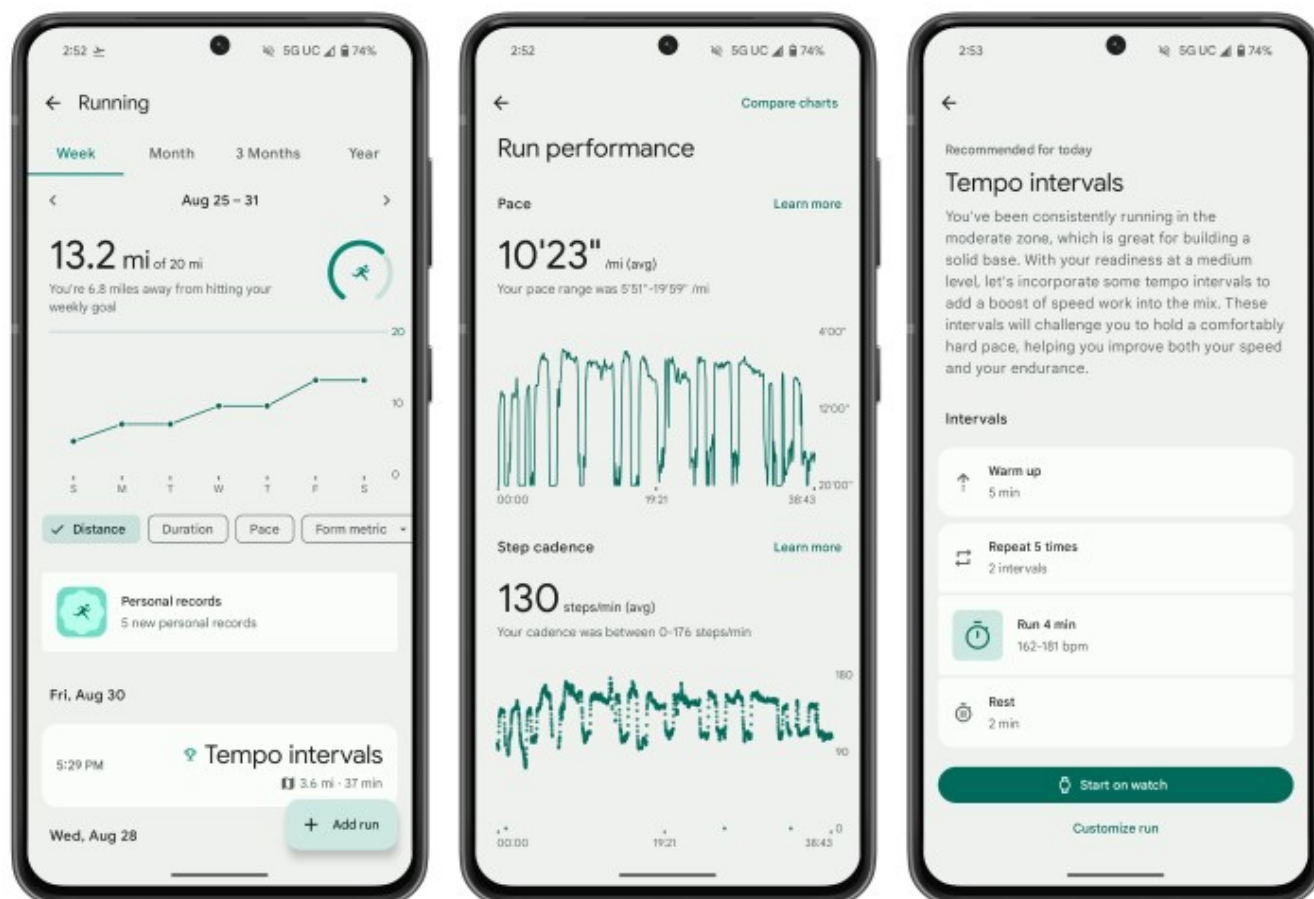 2:52
5G UC
74%
Running
Week
Month
3 Months
Year
Aug 25 – 31
13.2 mi of 20 mi
You're 6.8 miles away from hitting your
weekly goal
20
10
0
S
M
T
W
T
F
S
Distance
Duration
Pace
Form metric
Personal records
5 new personal records
Fri, Aug 30
5:29 PM
Tempo intervals
3.6 mi · 37 min
Wed, Aug 28
+ Add run
2:52
5G UC
74%
Compare charts
Run performance
Pace
Learn more
10'23" /mi (avg)
Your pace range was 5'51"-19'59" /mi
4'00"
12'00"
20'00"
00:00
19:21
38:43
Step cadence
Learn more
130 steps/min (avg)
Your cadence was between 0-176 steps/min
180
90
0
00:00
19:21
38:43
2:53
5G UC
74%
Recommended for today
Tempo intervals
You've been consistently running in the
moderate zone, which is great for building a
solid base. With your readiness at a medium
level, let's incorporate some tempo intervals to
add a boost of speed work into the mix. These
intervals will challenge you to hold a comfortably
hard pace, helping you improve both your speed
and your endurance.
Intervals
Warm up
5 min
Repeat 5 times
2 intervals
Run 4 min
162-181 bpm
Rest
2 min
Start on watch
Customize run